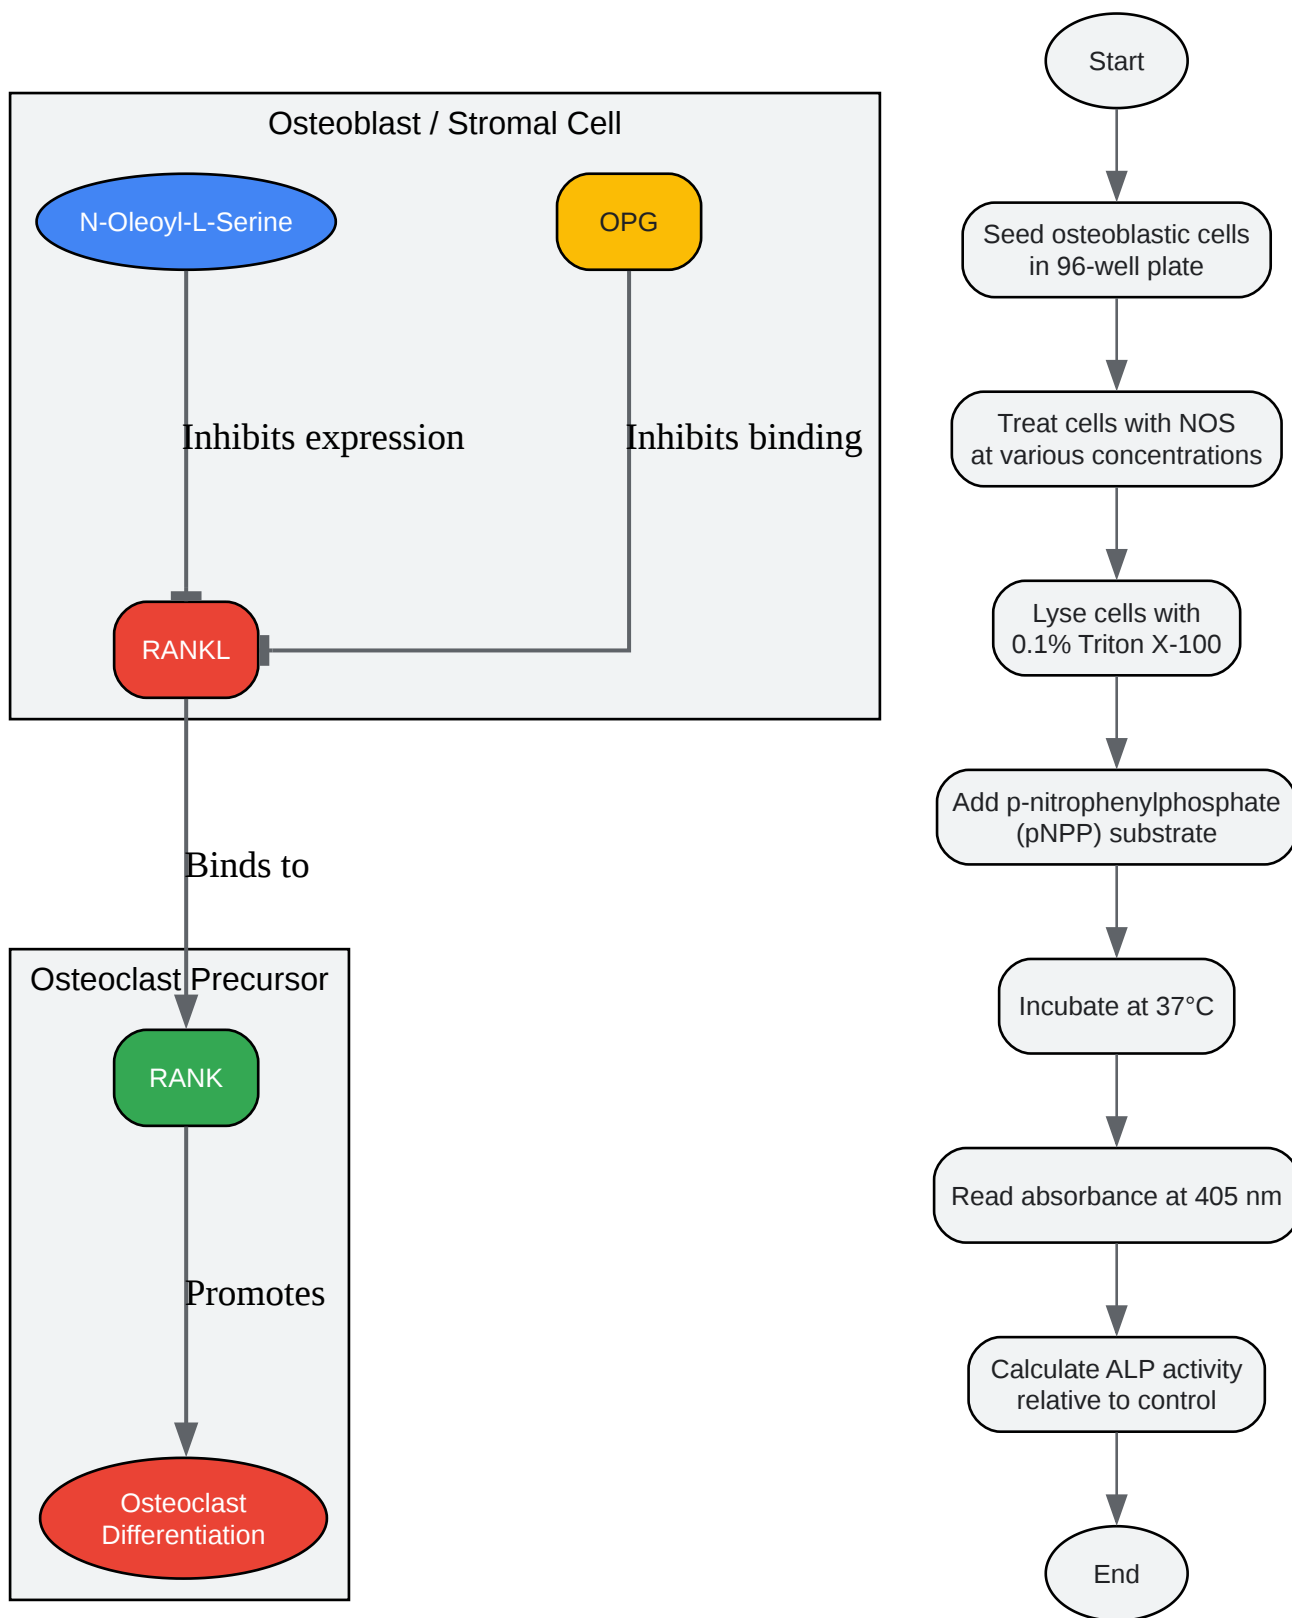 Osteoblast / Stromal Cell
N-Oleoyl-L-Serine
OPG
Inhibits expression
Inhibits binding
RANKL
Binds to
Osteoclast Precursor
RANK
Promotes
Osteoclast
Differentiation
Start
Seed osteoblastic cells
in 96-well plate
Treat cells with NOS
at various concentrations
Lyse cells with
0.1% Triton X-100
Add p-nitrophenylphosphate
(pNPP) substrate
Incubate at 37°C
Read absorbance at 405 nm
Calculate ALP activity
relative to control
End